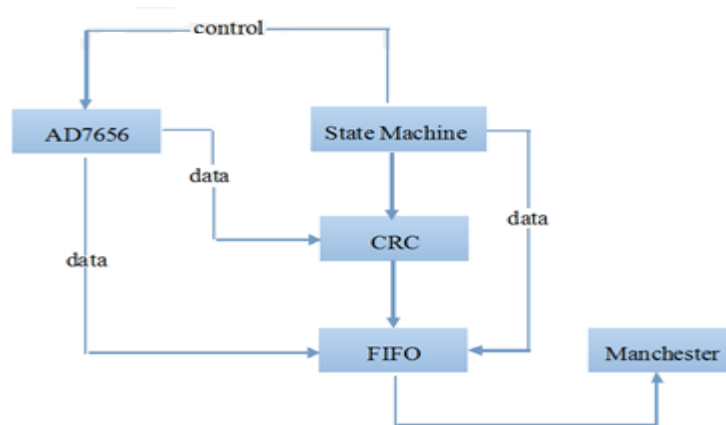 control
AD7656
State Machine
data
data
CRC
data
FIFO
Manchester